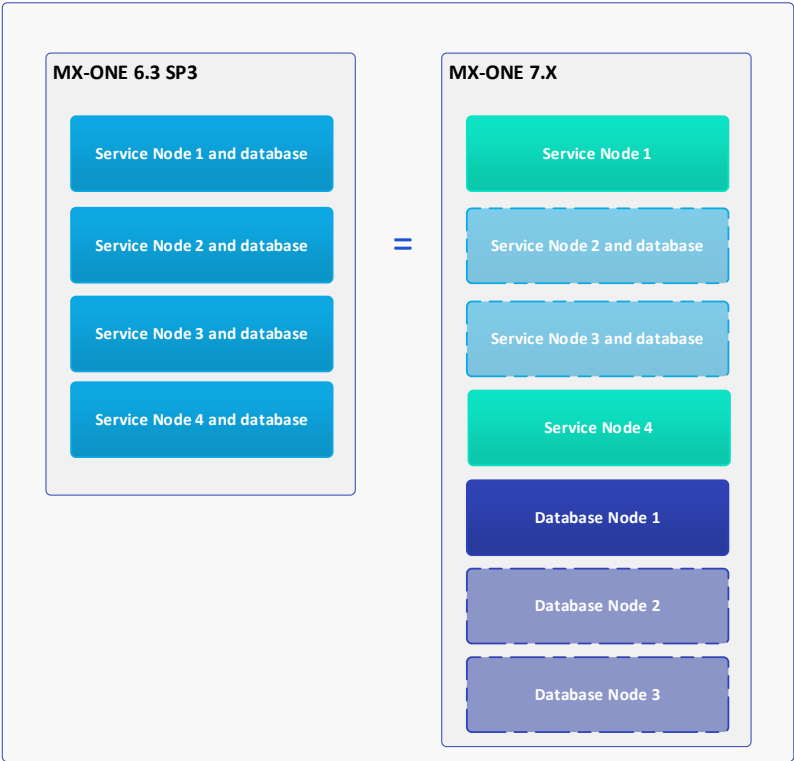 MX-ONE 6.3 SP3
Service Node 1 and database
Service Node 2 and database
Service Node 3 and database
Service Node 4 and database
=
MX-ONE 7.X
Service Node 1
Service Node 2 and database
Service Node 3 and database
Service Node 4
Database Node 1
Database Node 2
Database Node 3